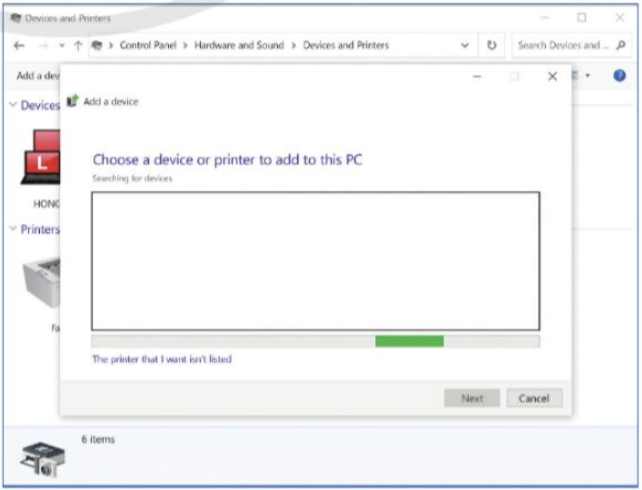 Devices and Printers
Control Panel > Hardware and Sound > Devices and Printers
Search Devices and ...
Add a dev
Add a device
Devices
Choose a device or printer to add to this PC
Searching for devices
L
HONG
Printers
Fa
The printer that I want isn't listed
Next
Cancel
6 items